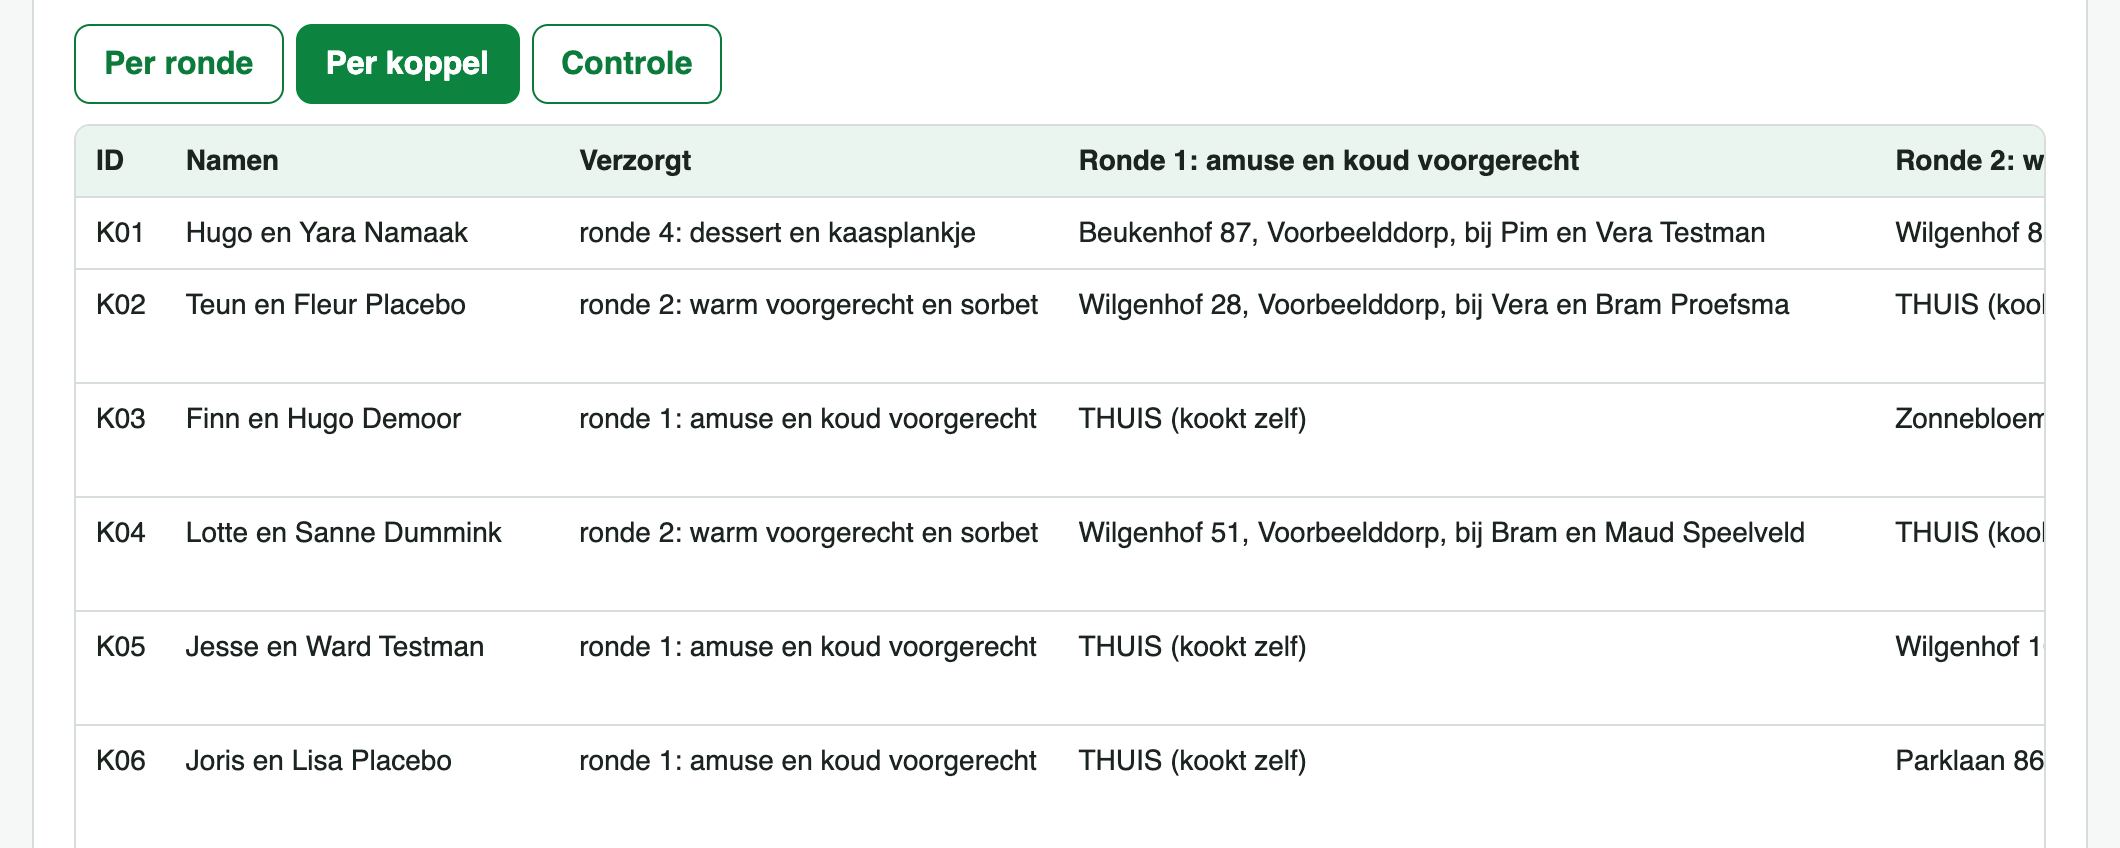 Per ronde Per koppel Controle
ID Namen Verzorgt Ronde 1: amuse en koud voorgerecht Ronde 2: w
K01 Hugo en Yara Namaak ronde 4: dessert en kaasplankje Beukenhof 87, Voorbeelddorp, bij Pim en Vera Testman Wilgenhof 8
K02 Teun en Fleur Placebo ronde 2: warm voorgerecht en sorbet Wilgenhof 28, Voorbeelddorp, bij Vera en Bram Proefsma THUIS (kool
K03 Finn en Hugo Demoor ronde 1: amuse en koud voorgerecht THUIS (kookt zelf) Zonnebloem
K04 Lotte en Sanne Dummink ronde 2: warm voorgerecht en sorbet Wilgenhof 51, Voorbeelddorp, bij Bram en Maud Speelveld THUIS (kool
K05 Jesse en Ward Testman ronde 1: amuse en koud voorgerecht THUIS (kookt zelf) Wilgenhof 1
K06 Joris en Lisa Placebo ronde 1: amuse en koud voorgerecht THUIS (kookt zelf) Parklaan 86